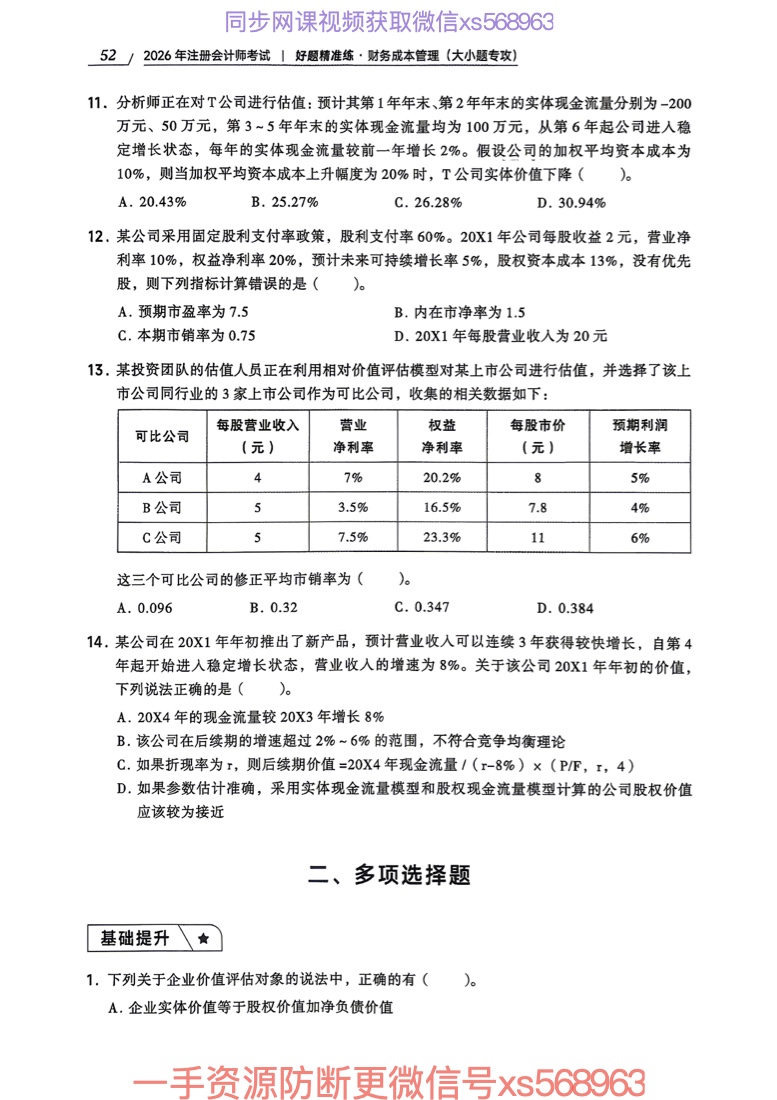 同步网课视频获取微信xs568963
52 / 2026年注册会计师考试 | 好题精准练·财务成本管理（大小题专攻）
11. 分析师正在对T公司进行估值：预计其第1年年末、第2年年末的实体现金流量分别为-200
万元、50万元，第3~5年年末的实体现金流量均为100万元，从第6年起公司进入稳
定增长状态，每年的实体现金流量较前一年增长2%。假设公司的加权平均资本成本为
10%，则当加权平均资本成本上升幅度为20%时，T公司实体价值下降（　　）。
A. 20.43%　B. 25.27%　C. 26.28%　D. 30.94%
12. 某公司采用固定股利支付率政策，股利支付率60%。20X1年公司每股收益2元，营业净
利率10%，权益净利率20%，预计未来可持续增长率5%，股权资本成本13%，没有优先
股，则下列指标计算错误的是（　　）。
A. 预期市盈率为7.5　B. 内在市净率为1.5
C. 本期市销率为0.75　D. 20X1年每股营业收入为20元
13. 某投资团队的估值人员正在利用相对价值评估模型对某上市公司进行估值，并选择了该上
市公司同行业的3家上市公司作为可比公司，收集的相关数据如下：
可比公司　每股营业收入（元）　营业净利率　权益净利率　每股市价（元）　预期利润增长率
A公司　4　7%　20.2%　8　5%
B公司　5　3.5%　16.5%　7.8　4%
C公司　5　7.5%　23.3%　11　6%
这三个可比公司的修正平均市销率为（　　）。
A. 0.096　B. 0.32　C. 0.347　D. 0.384
14. 某公司在20X1年年初推出了新产品，预计营业收入可以连续3年获得较快增长，自第4
年起开始进入稳定增长状态，营业收入的增速为8%。关于该公司20X1年年初的价值，
下列说法正确的是（　　）。
A. 20X4年的现金流量较20X3年增长8%
B. 该公司在后续期的增速超过2%~6%的范围，不符合竞争均衡理论
C. 如果折现率为r，则后续期价值=20X4年现金流量/（r-8%）×（P/F，r，4）
D. 如果参数估计准确，采用实体现金流量模型和股权现金流量模型计算的公司股权价值
应该较为接近
二、多项选择题
基础提升 ★
1. 下列关于企业价值评估对象的说法中，正确的有（　　）。
A. 企业实体价值等于股权价值加净负债价值
一手资源防断更微信号xs568963